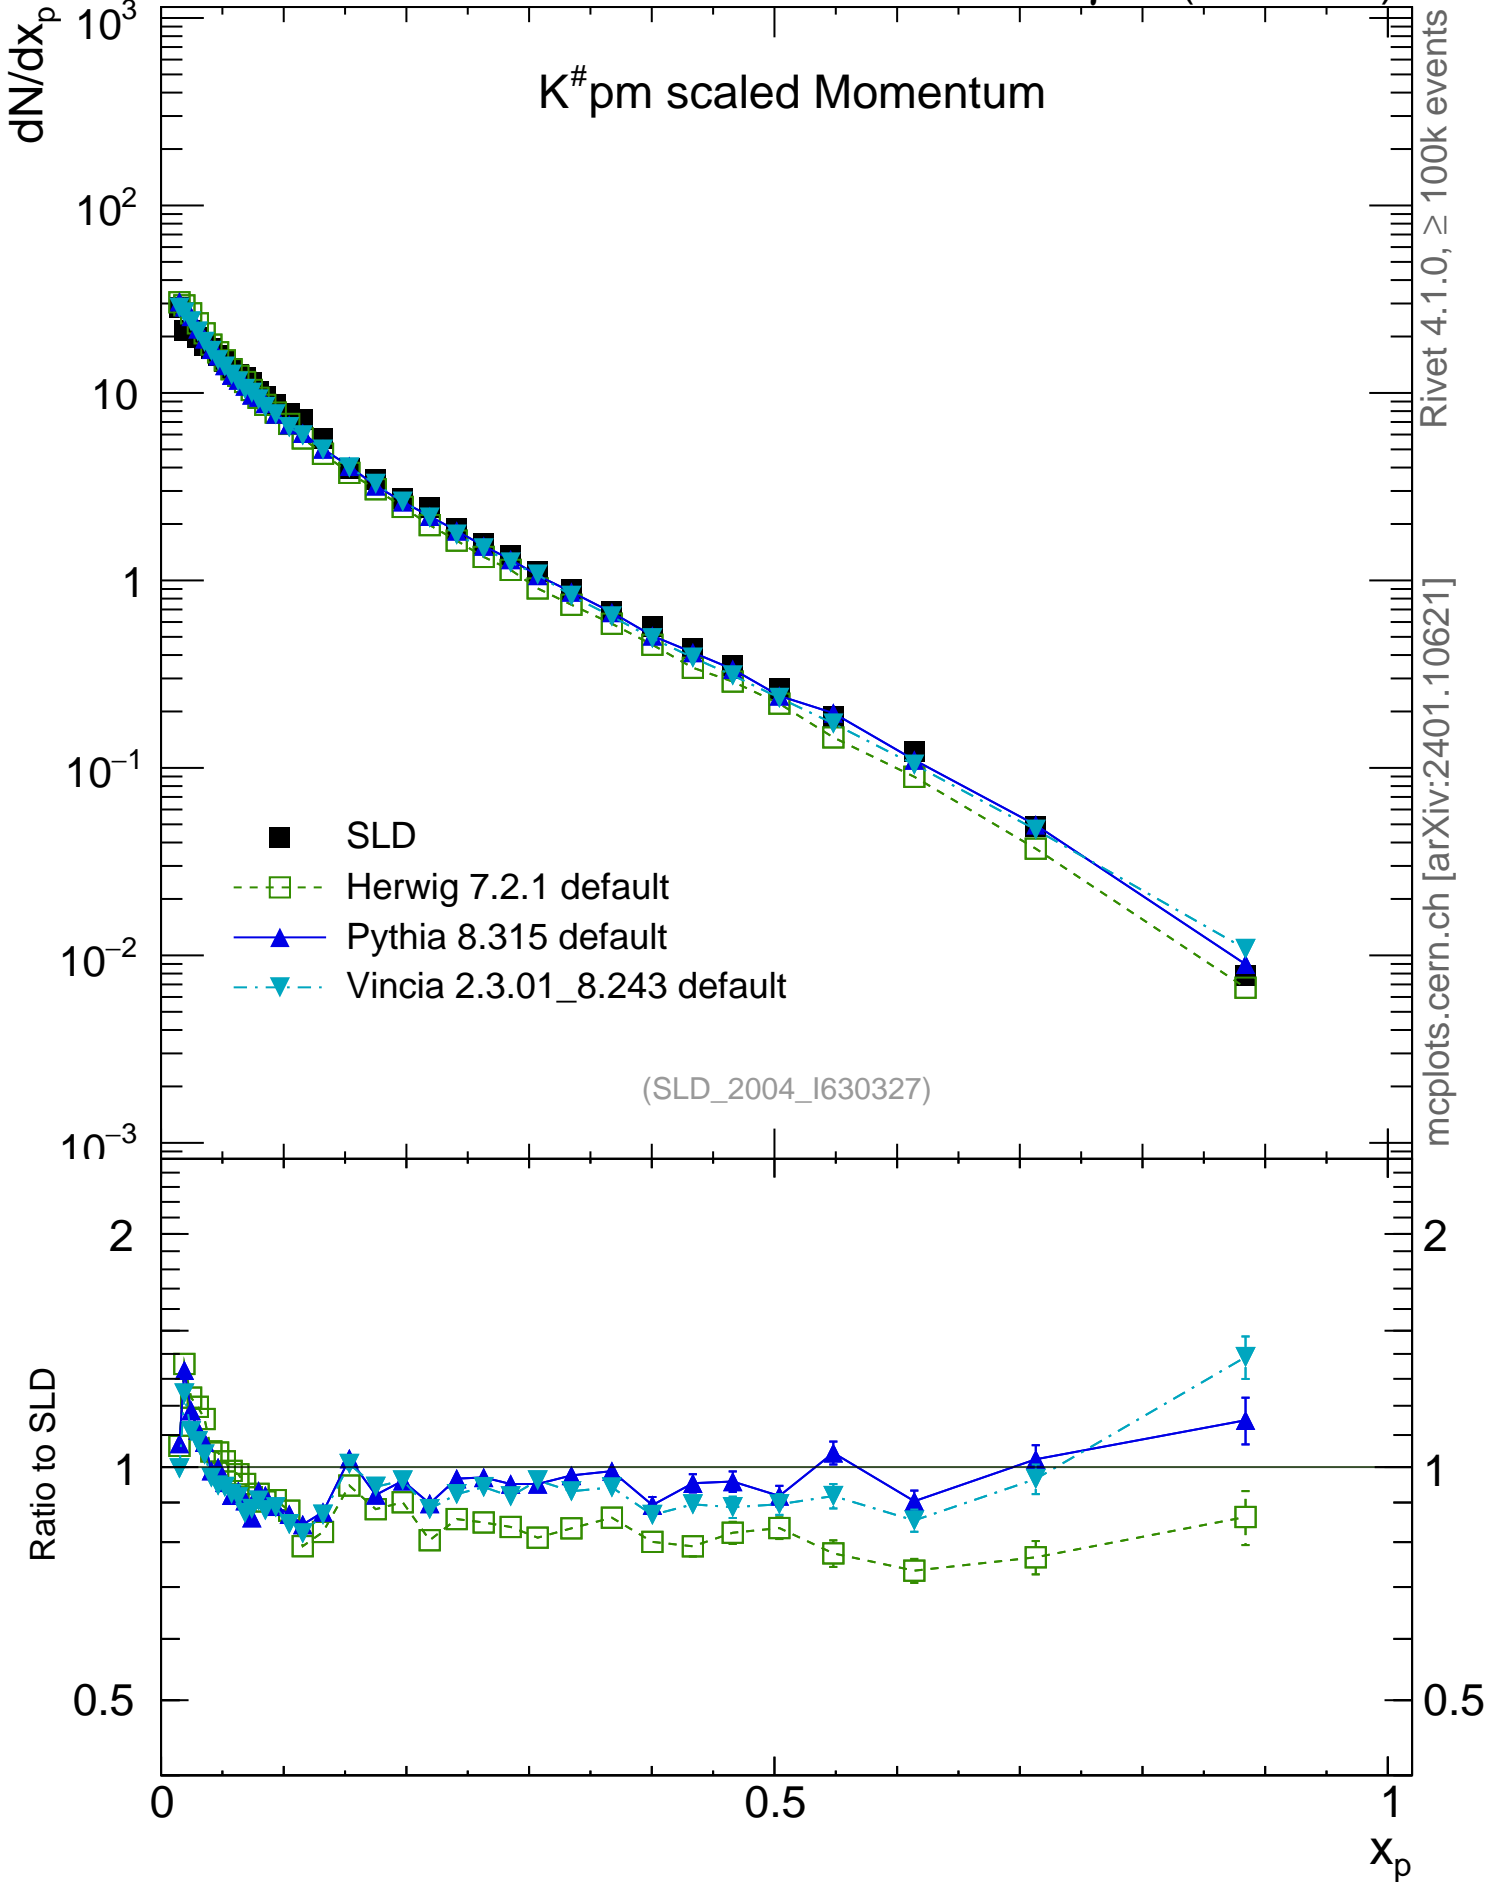 dN/dx_p
K^#pm scaled Momentum
10^3
10^2
10
1
10^−1
10^−2
10^−3
SLD
Herwig 7.2.1 default
Pythia 8.315 default
Vincia 2.3.01_8.243 default
(SLD_2004_I630327)
Rivet 4.1.0, ≥ 100k events
mcplots.cern.ch [arXiv:2401.10621]
Ratio to SLD
2
1
0.5
2
1
0.5
0
0.5
1
x_p